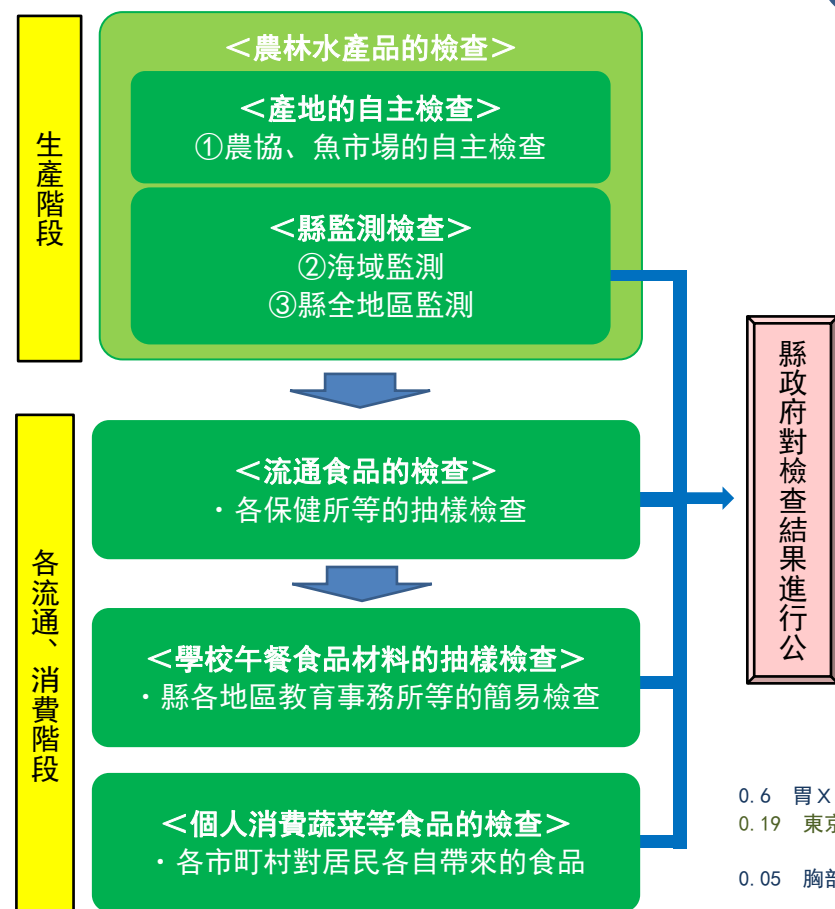 生產階段
<農林水產品的檢查>
<產地的自主檢查>
①農協、魚市場的自主檢查
<縣監測檢查>
②海域監測
③縣全地區監測
各流通、消費階段
<流通食品的檢查>
・各保健所等的抽樣檢查
<學校午餐食品材料的抽樣檢查>
・縣各地區教育事務所等的簡易檢查
<個人消費蔬菜等食品的檢查>
・各市町村對居民各自帶來的食品
縣政府對檢查結果進行公
0.6 胃X
0.19 東京
0.05 胸部